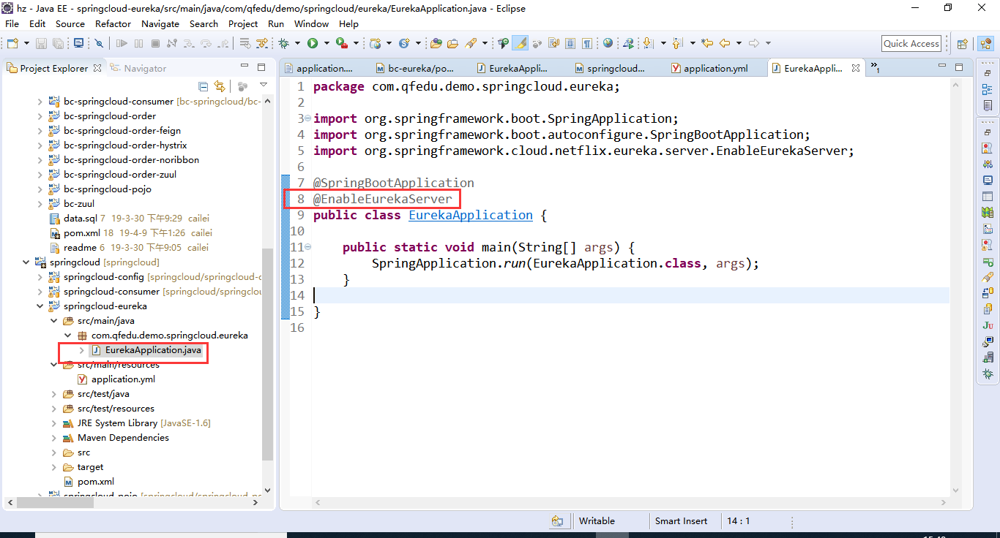 hz - Java EE - springcloud-eureka/src/main/java/com/qfedu/demo/springcloud/eureka/EurekaApplication.java - Eclipse
File Edit Source Refactor Navigate Search Project Run Window Help
Quick Access
Project Explorer Navigator
bc-springcloud-consumer [bc-springcloud/bc-
bc-springcloud-order
bc-springcloud-order-feign
bc-springcloud-order-hystrix
bc-springcloud-order-noribbon
bc-springcloud-order-zuul
bc-springcloud-pojo
bc-zuul
data.sql 7 19-3-30 下午9:29 cailei
pom.xml 18 19-4-9 下午1:26 cailei
readme 6 19-3-30 下午9:05 cailei
springcloud [springcloud]
springcloud-config [springcloud/springcloud-c
springcloud-consumer [springcloud/springclou
springcloud-eureka
src/main/java
com.qfedu.demo.springcloud.eureka
EurekaApplication.java
src/main/resources
application.yml
src/test/java
src/test/resources
JRE System Library [JavaSE-1.6]
Maven Dependencies
src
target
pom.xml
springcloud-pojo [springcloud/springcloud-po
application.... bc-eureka/po... EurekaAppli... springcloud... application.yml EurekaAppli... »1
1 package com.qfedu.demo.springcloud.eureka;
2
3 import org.springframework.boot.SpringApplication;
4 import org.springframework.boot.autoconfigure.SpringBootApplication;
5 import org.springframework.cloud.netflix.eureka.server.EnableEurekaServer;
6
7 @SpringBootApplication
8 @EnableEurekaServer
9 public class EurekaApplication {
10
11 public static void main(String[] args) {
12 SpringApplication.run(EurekaApplication.class, args);
13 }
14
15 }
16
Writable Smart Insert 14 : 1